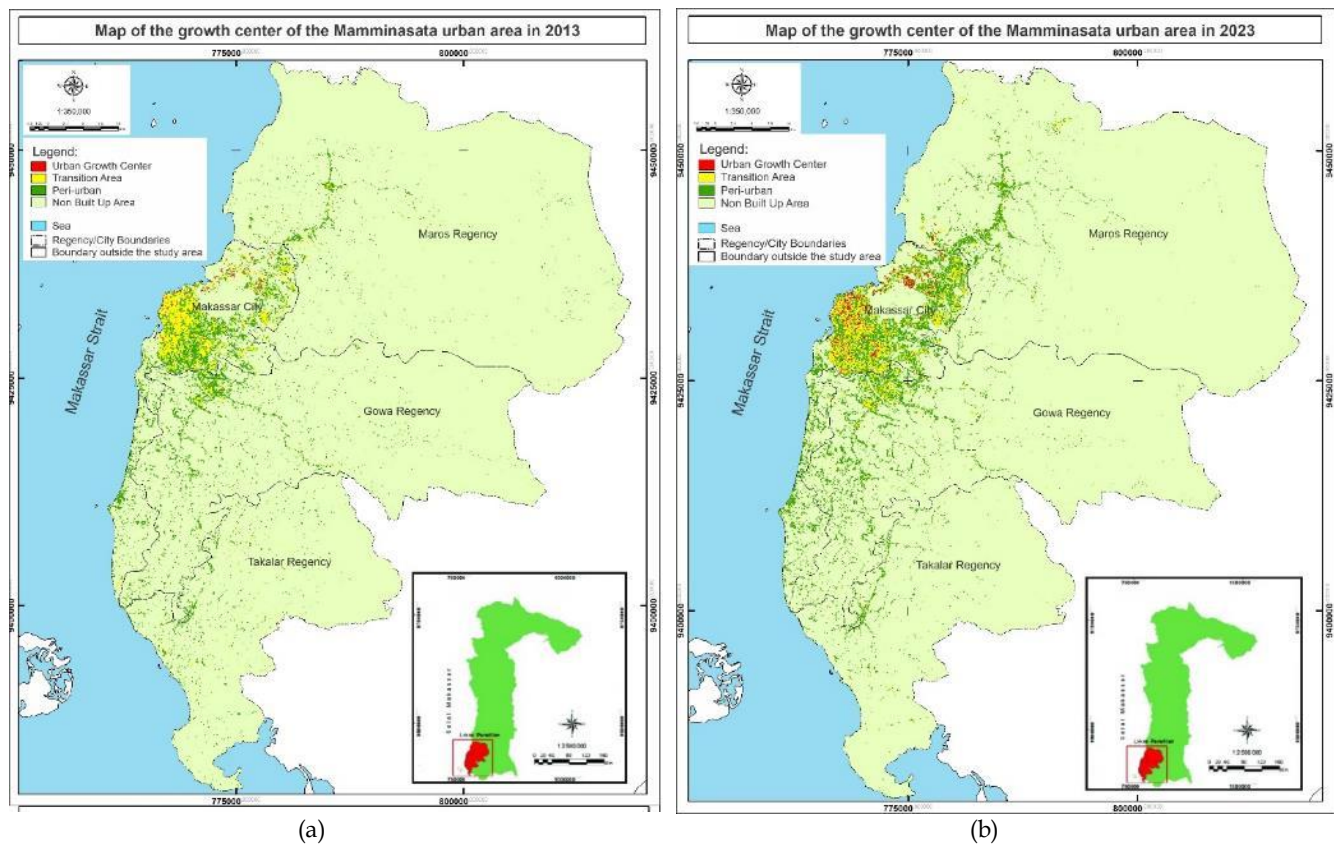 Map of the growth center of the Mamminasata urban area in 2013
775000
800000
1:350,000
Legend:
Urban Growth Center
Transition Area
Peri-urban
Non Built Up Area
Sea
Regency/City Boundaries
Boundary outside the study area
9450000
9425000
9400000
Maros Regency
Makassar City
Makassar Strait
Gowa Regency
Takalar Regency
775000
800000
(a)
Map of the growth center of the Mamminasata urban area in 2023
775000
800000
1:350,000
Legend:
Urban Growth Center
Transition Area
Peri-urban
Non Built Up Area
Sea
Regency/City Boundaries
Boundary outside the study area
9450000
9425000
9400000
Maros Regency
Makassar City
Makassar Strait
Gowa Regency
Takalar Regency
775000
800000
(b)